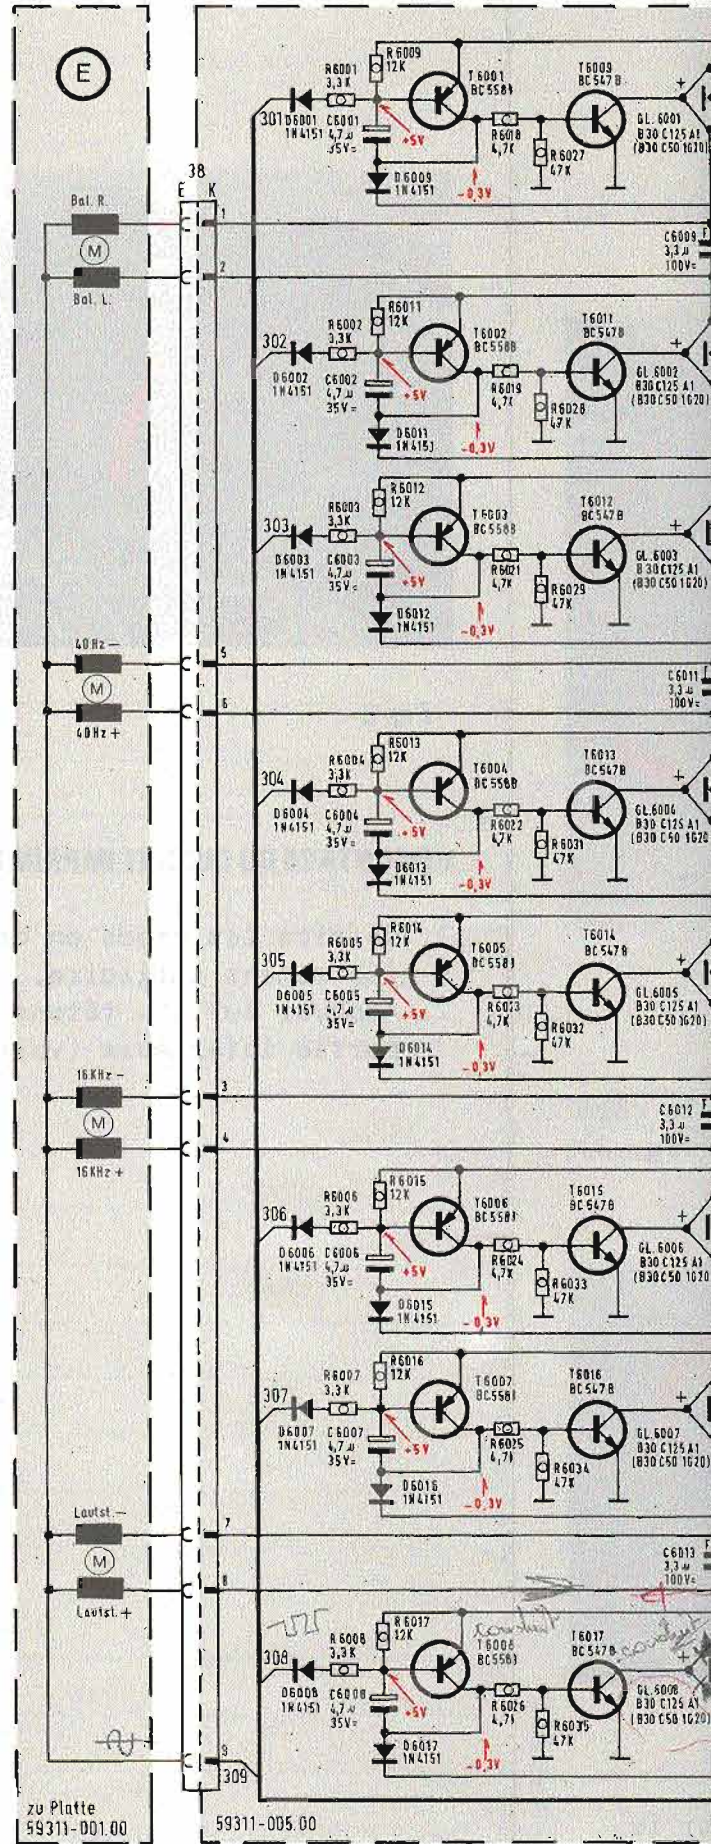 E
38
E K
301
D6001
1N4151
R6001
3,3K
R6009
12K
C6001
4,7µ
35V=
+5V
D6009
1N4151
T6001
R6018
4,7K
-0,3V
R6027
47K
T6009
BC547B
+
GL.6001
B30 C125 A1
(B30 C50 1G20)
Bal. R.
M
Bal. L.
1
2
C6009
3,3µ
100V=
F
302
D6002
1N4151
R6002
3,3K
R6011
12K
C6002
4,7µ
35V=
+5V
D6011
1N4151
T6002
BC558B
R6019
-0,3V
R6028
47K
T6011
BC547B
+
GL.6002
B30 C125 A1
(B30 C50 1G20)
303
D6003
1N4151
R6003
3,3K
R6012
12K
C6003
4,7µ
35V=
+5V
D6012
1N4151
T6003
BC558B
R6021
4,7K
-0,3V
R6029
47K
T6012
BC547B
+
GL.6003
B30 C125 A1
(B30 C50 1G20)
40Hz -
M
40Hz +
5
6
C6011
3,3µ
100V=
304
D6004
1N4151
R6004
3,3K
R6013
12K
C6004
4,7µ
35V=
+5V
D6013
1N4151
T6004
BC558B
R6022
4,7K
-0,3V
R6031
47K
T6013
BC547B
+
GL.6004
B30 C125 A1
(B30 C50 1G20
305
D6005
1N4151
R6005
3,3K
R6014
12K
C6005
4,7µ
35V=
+5V
D6014
1N4151
T6005
R6023
4,7K
-0,3V
R6032
47K
T6014
BC547B
+
GL.6005
B30 C125 A1
(B30 C50 1G20)
16KHz -
M
16KHz +
3
4
C6012
3,3µ
100V=
F
306
D6006
1N4151
R6006
3,3K
R6015
12K
C6006
4,7µ
35V=
+5V
D6015
1N4151
T6006
R6024
4,7K
-0,3V
R6033
47K
T6015
BC547B
+
GL.6006
B30 C125 A1
(B30 C50 1G20
307
D6007
1N4151
R6007
3,3K
R6016
12K
C6007
4,7µ
35V=
+5V
D6016
1N4151
T6007
R6025
-0,3V
R6034
47K
T6016
BC547B
+
GL.6007
B30 C125 A1
(B30 C50 1G20)
Lautst. -
M
Lautst. +
7
8
C6013
3,3µ
100V=
F
308
D6008
1N4151
R6008
3,3K
R6017
12K
C6008
4,7µ
35V=
+5V
D6017
1N4151
T6008
R6026
-0,3V
R6035
47K
T6017
BC547B
+
GL.6008
B30 C125 A1
(B30 C50 1G20)
9
309
zu Platte
59311-001.00
59311-005.00